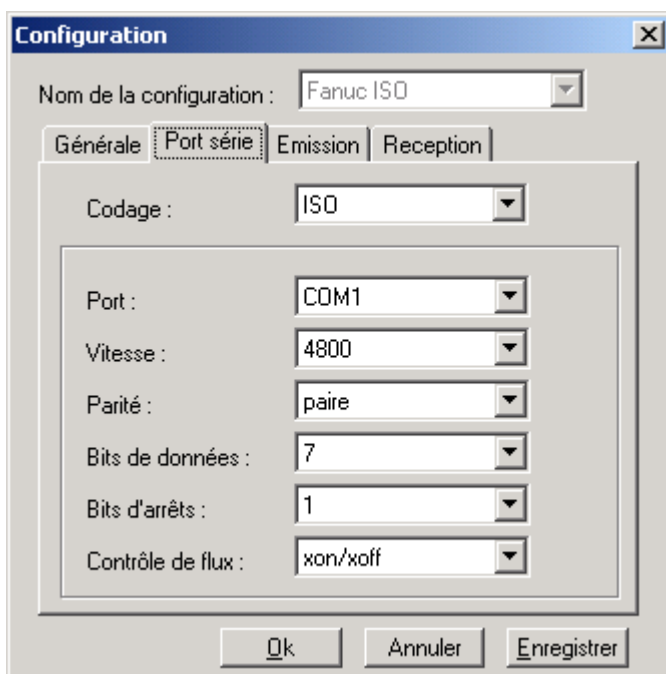 Configuration
Nom de la configuration : Fanuc ISO
Générale Port série Emission Reception
Codage : ISO
Port : COM1
Vitesse : 4800
Parité : paire
Bits de données : 7
Bits d'arrêts : 1
Contrôle de flux : xon/xoff
Ok Annuler Enregistrer